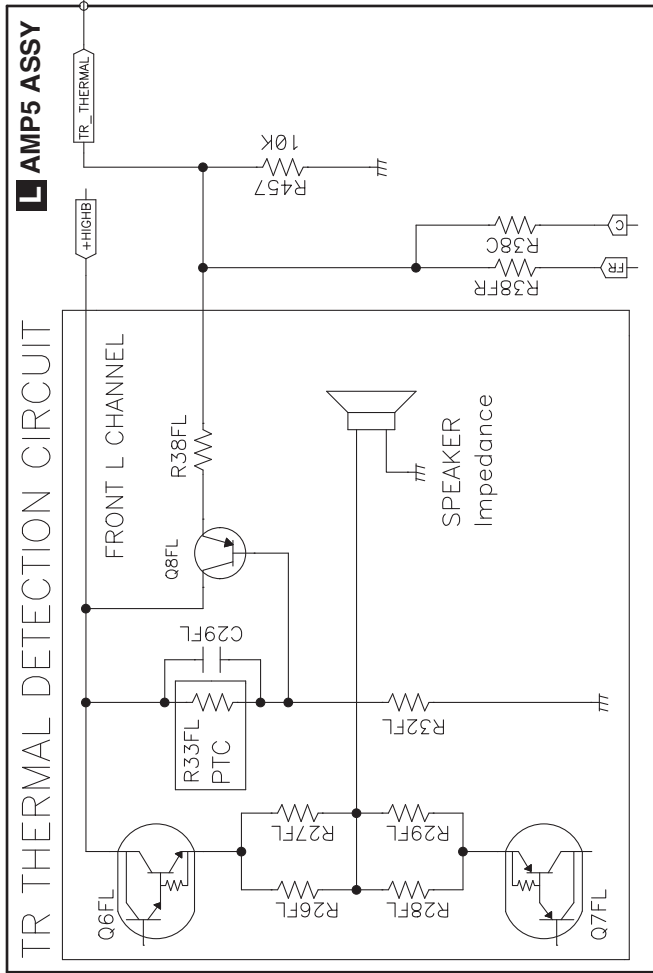 L AMP5 ASSY
TR THERMAL DETECTION CIRCUIT
TR_THERMAL
+HIGHB
FRONT L CHANNEL
R457
10K
R38FL
Q8FL
C29FL
R33FL
PTC
R32FL
R38C
R38FR
C
FR
SPEAKER
Impedance
Q6FL
R27FL
R26FL
R29FL
R28FL
Q7FL